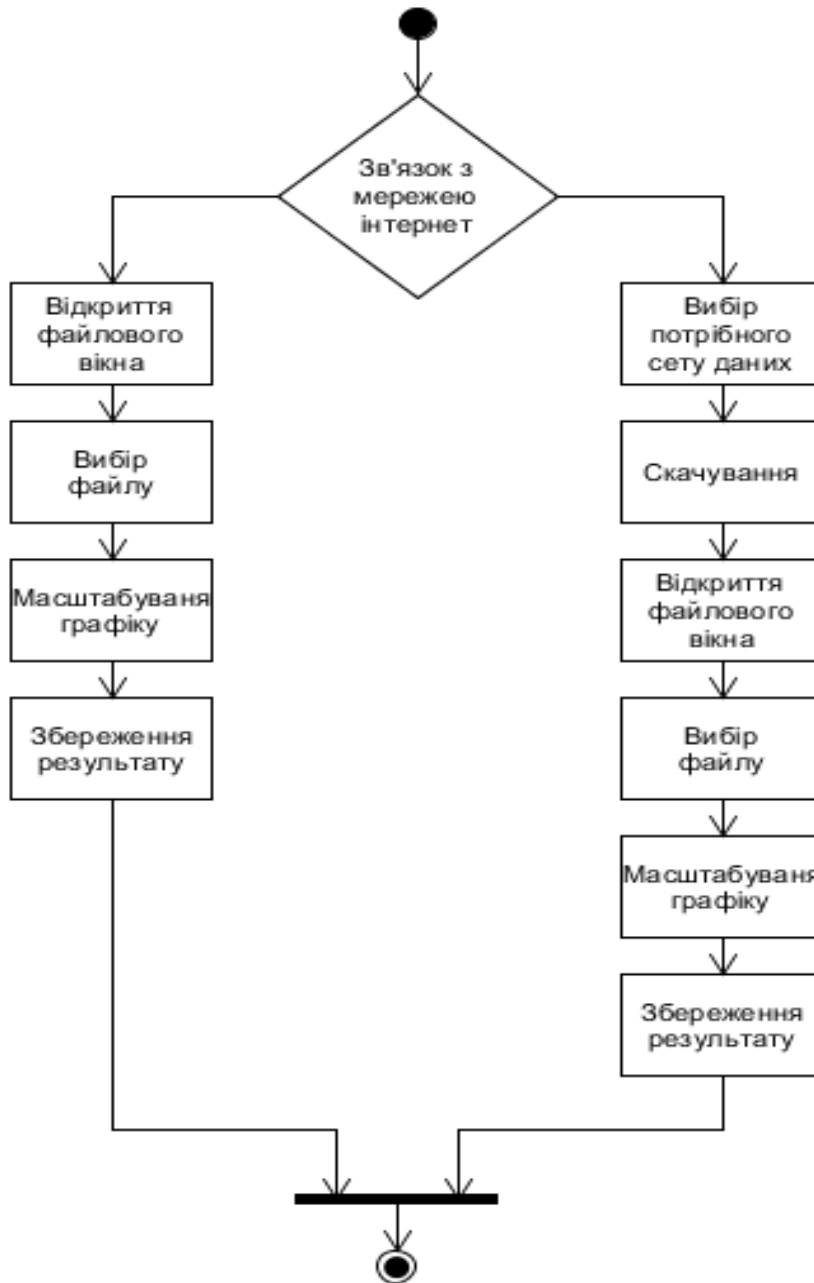 Зв'язок з
мережею
інтернет
Відкриття
файлового
вікна
Вибір
файлу
Масштабуваня
графіку
Збереження
результату
Вибір
потрібного
сету даних
Скачування
Відкриття
файлового
вікна
Вибір
файлу
Масштабуваня
графіку
Збереження
результату